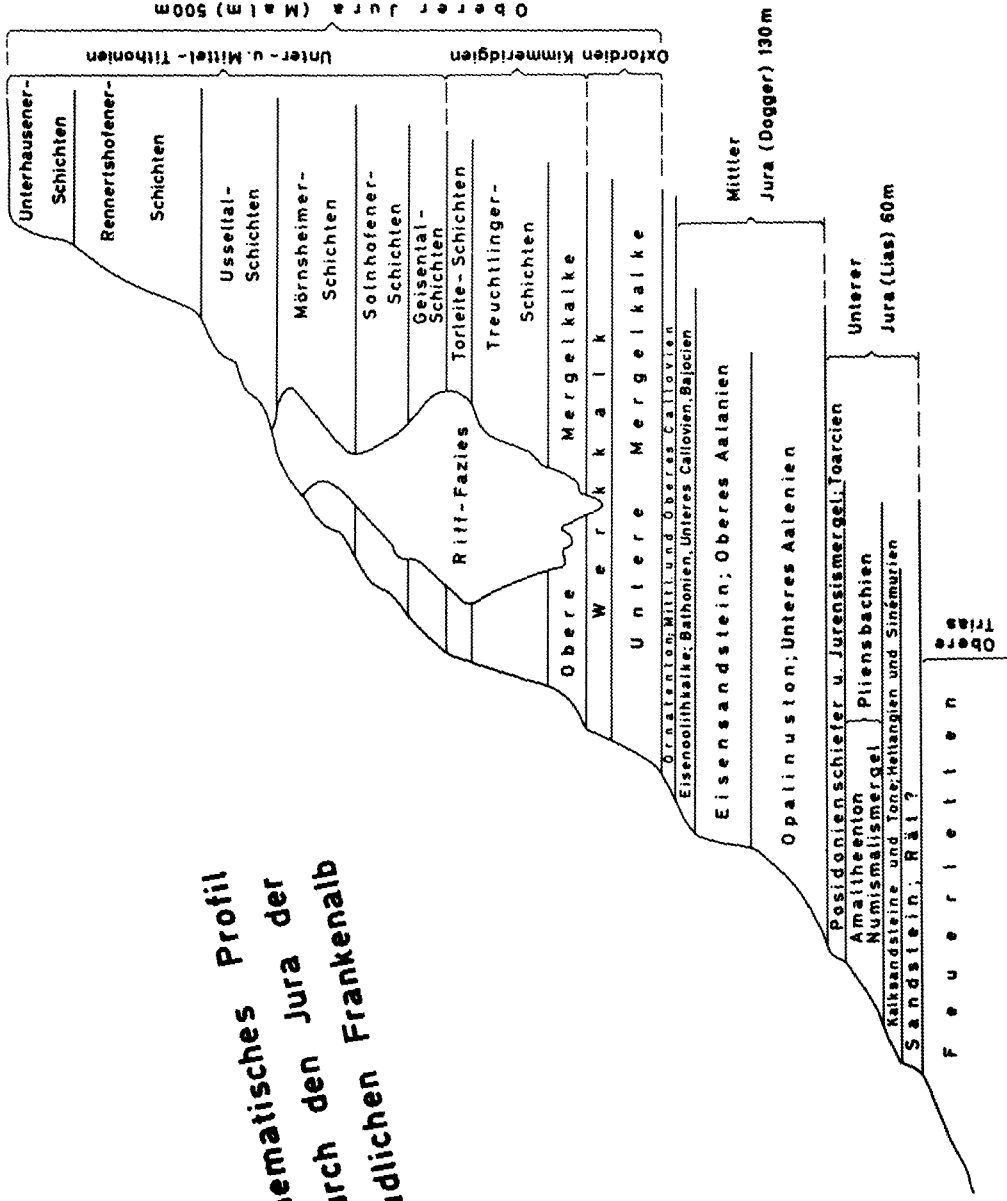 ematisches Profil
urch den Jura der
dlichen Frankenalb
Oberer Jura (Malm) 500m
Unter- u. Mittel-Tithonien
Kimmeridgien
Oxfordien
Unterhausener-
Schichten
Rennertshofener-
Schichten
Usseltal-
Schichten
Mörnsheimer-
Schichten
Solnhofener-
Schichten
Geisental-
Schichten
Torleite-Schichten
Treuchtlinger-
Schichten
Riff-Fazies
Obere Mergelkalke
Werkkalk
Untere Mergelkalke
Mittler
Jura (Dogger) 130m
Ornatenton; Mittl. und Oberes Callovien
Eisenoolithkalke; Bathonien, Unteres Callovien, Bajocien
Eisensandstein; Oberes Aalanien
Opalinuston; Unteres Aalenien
Unterer
Jura (Lias) 60m
Posidonienschiefer u. Jurensismergel; Toarcien
Amaltheenton
Numismalismergel
Pliensbachien
Kalksandsteine und Tone; Hettangien und Sinémurien
Sandstein; Rät?
Feuerletten
Obere
Trias